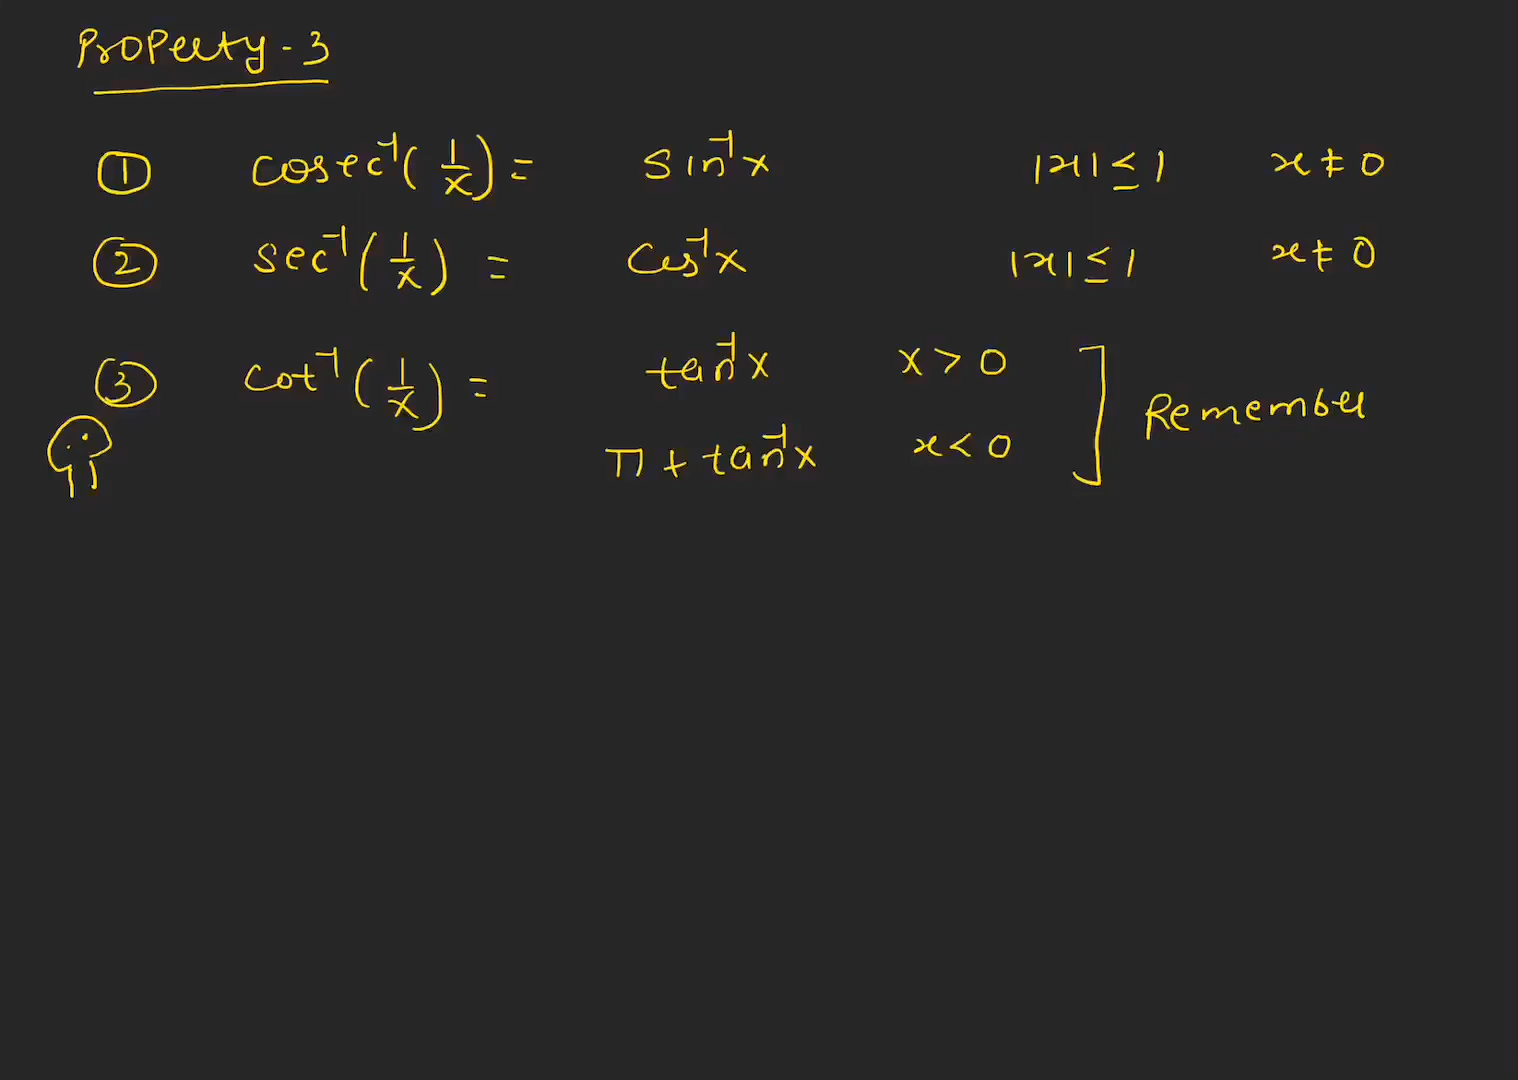 Property - 3
① cosec⁻¹(1/x) = sin⁻¹x |x| ≤ 1 x ≠ 0
② sec⁻¹(1/x) = cos⁻¹x |x| ≤ 1 x ≠ 0
③ cot⁻¹(1/x) = tan⁻¹x x > 0
π + tan⁻¹x x < 0
Remember